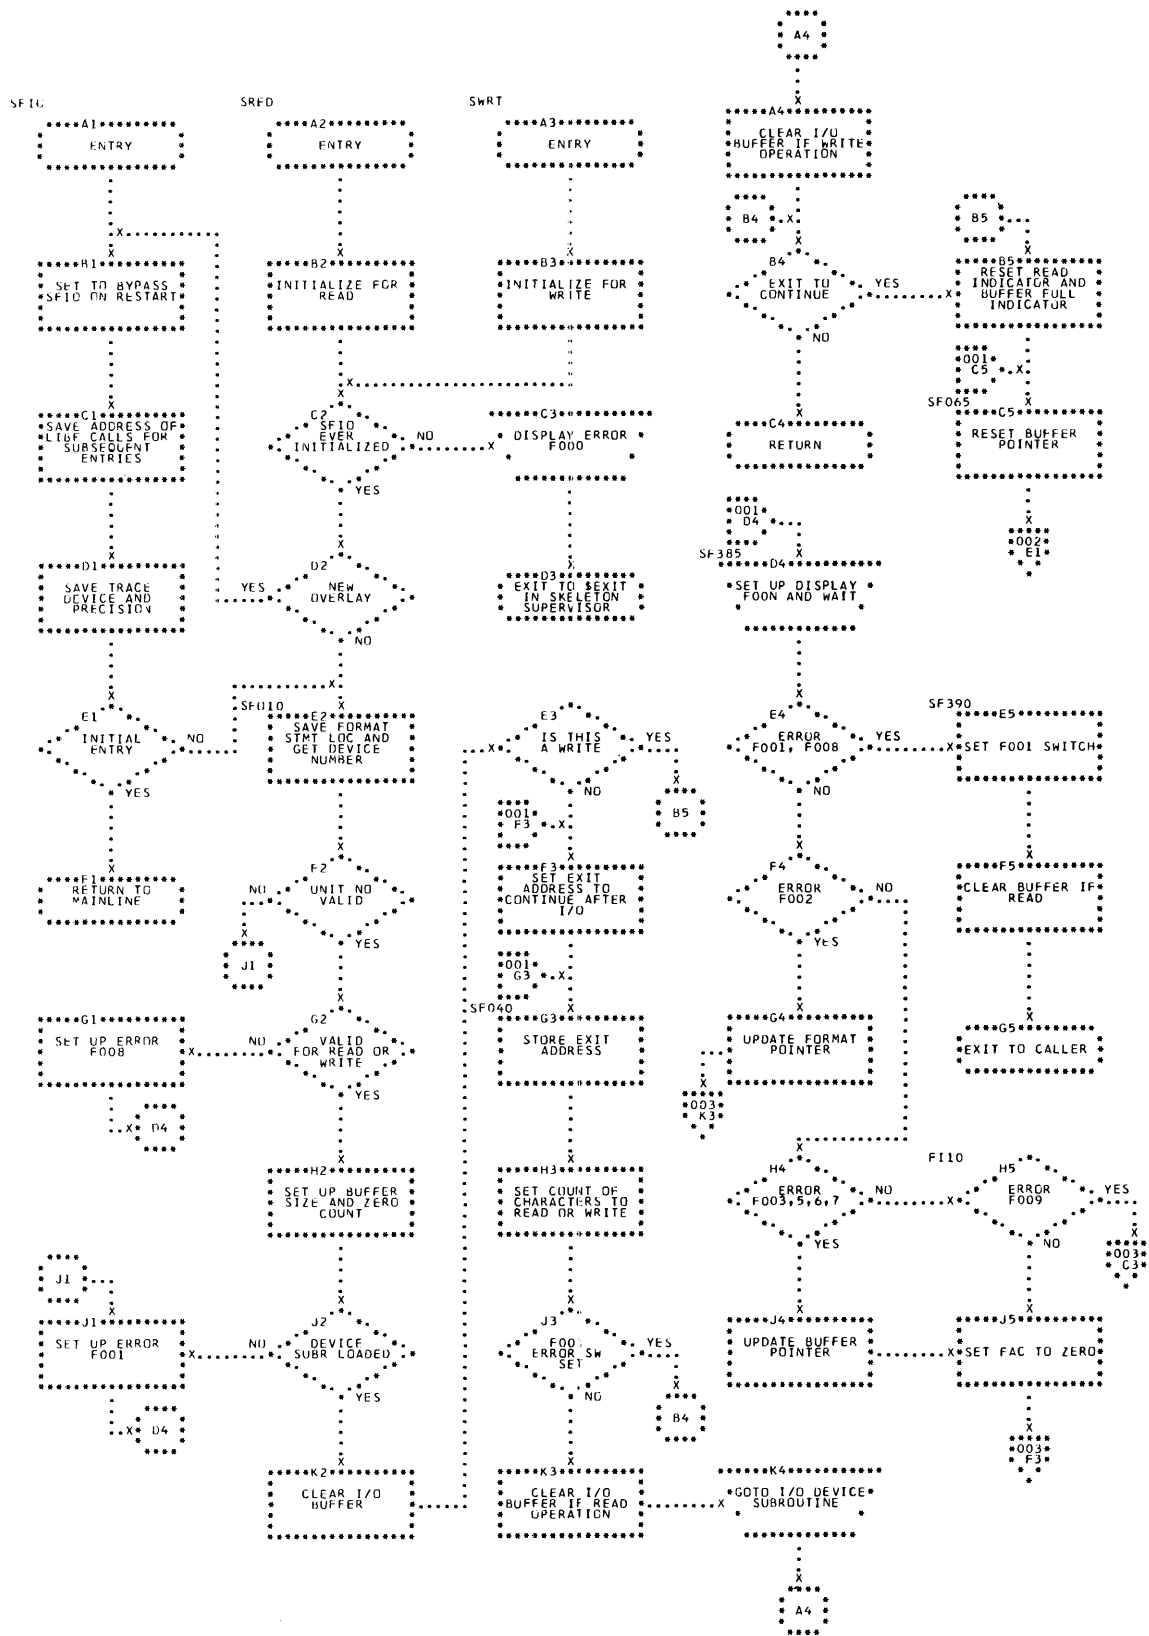 A4
SFIO
A1
ENTRY
B1
SET TO BYPASS
SFIO ON RESTART
C1
SAVE ADDRESS OF
LIBF CALLS FOR
SUBSEQUENT
ENTRIES
D1
SAVE TRACE
DEVICE AND
PRECISION
E1
INITIAL
ENTRY
NO
YES
F1
RETURN TO
MAINLINE
G1
SET UP ERROR
F008
D4
J1
J1
SET UP ERROR
F001
D4
SRED
A2
ENTRY
B2
INITIALIZE FOR
READ
C2
SFIO
EVER
INITIALIZED
NO
YES
D2
NEW
OVERLAY
YES
NO
SF010
E2
SAVE FORMAT
STMT LOC AND
GET DEVICE
NUMBER
F2
UNIT NO
VALID
NO
YES
J1
G2
VALID
FOR READ OR
WRITE
NO
YES
H2
SET UP BUFFER
SIZE AND ZERO
COUNT
J2
DEVICE
SUBR LOADED
NO
YES
K2
CLEAR I/O
BUFFER
SWRT
A3
ENTRY
B3
INITIALIZE FOR
WRITE
C3
DISPLAY ERROR
F000
D3
EXIT TO $EXIT
IN SKELETON
SUPERVISOR
E3
IS THIS
A WRITE
YES
NO
B5
001
F3
F3
SET EXIT
ADDRESS TO
CONTINUE AFTER
I/O
001
G3
SF040
G3
STORE EXIT
ADDRESS
H3
SET COUNT OF
CHARACTERS TO
READ OR WRITE
J3
ERROR SW
SET
YES
NO
B4
K3
CLEAR I/O
BUFFER IF READ
OPERATION
A4
CLEAR I/O
BUFFER IF WRITE
OPERATION
B4
B4
EXIT TO
CONTINUE
YES
NO
C4
RETURN
001
D4
SF385
D4
SET UP DISPLAY
F00N AND WAIT
E4
ERROR
F001, F008
YES
NO
F4
ERROR
F002
NO
YES
G4
UPDATE FORMAT
POINTER
003
K3
H4
ERROR
F003,5,6,7
NO
YES
J4
UPDATE BUFFER
POINTER
K4
GOTO I/O DEVICE
SUBROUTINE
A4
B5
B5
RESET READ
INDICATOR AND
BUFFER FULL
INDICATOR
001
C5
SF065
C5
RESET BUFFER
POINTER
002
E1
SF390
E5
SET F001 SWITCH
F5
CLEAR BUFFER IF
READ
G5
EXIT TO CALLER
FI10
H5
ERROR
F009
YES
NO
003
C3
J5
SET FAC TO ZERO
003
F3